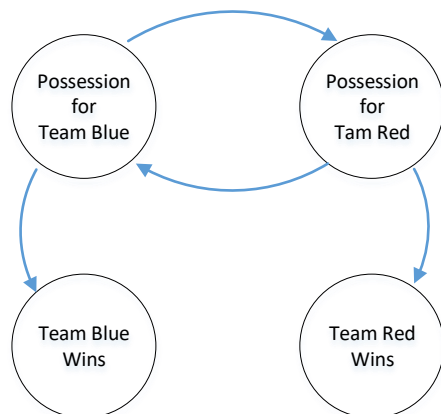 Possession
for
Team Blue
Possession
for
Tam Red
Team Blue
Wins
Team Red
Wins